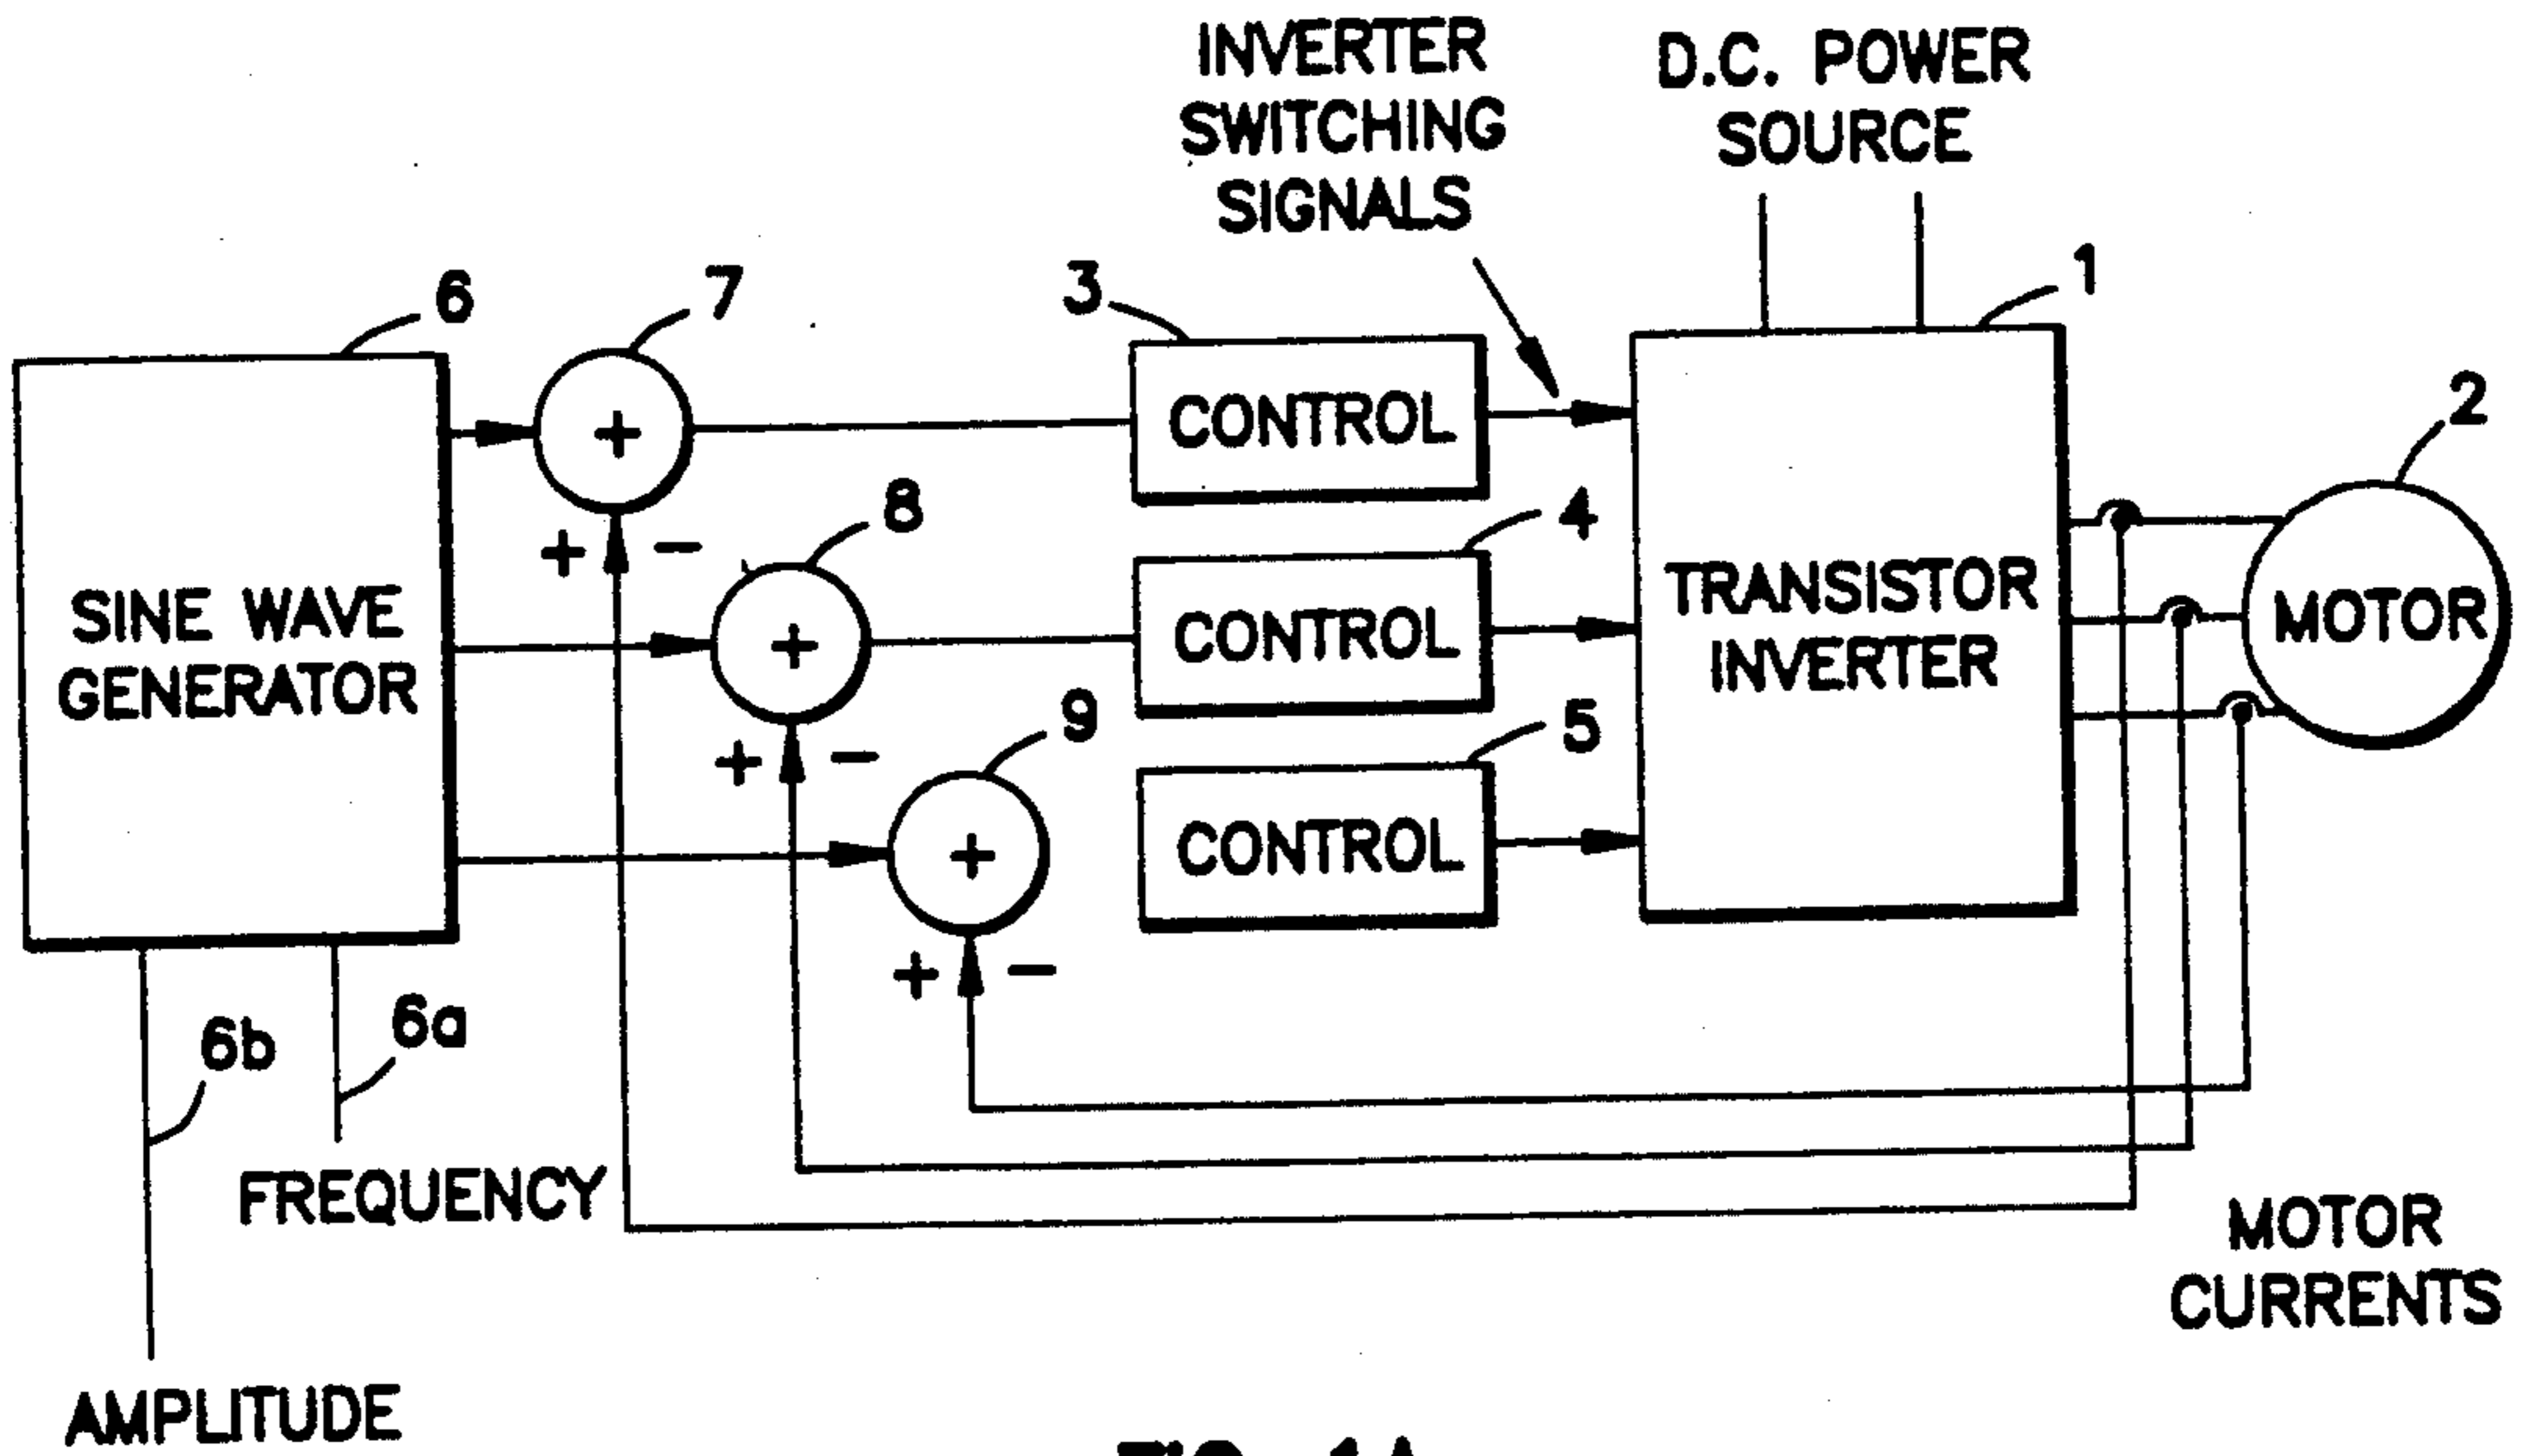 INVERTER
SWITCHING
SIGNALS
D.C. POWER
SOURCE
6
7
3
1
2
+
CONTROL
8
4
+ -
SINE WAVE
GENERATOR
+
CONTROL
TRANSISTOR
INVERTER
MOTOR
9
5
+ -
+
CONTROL
+ -
6b
6a
FREQUENCY
MOTOR
CURRENTS
AMPLITUDE